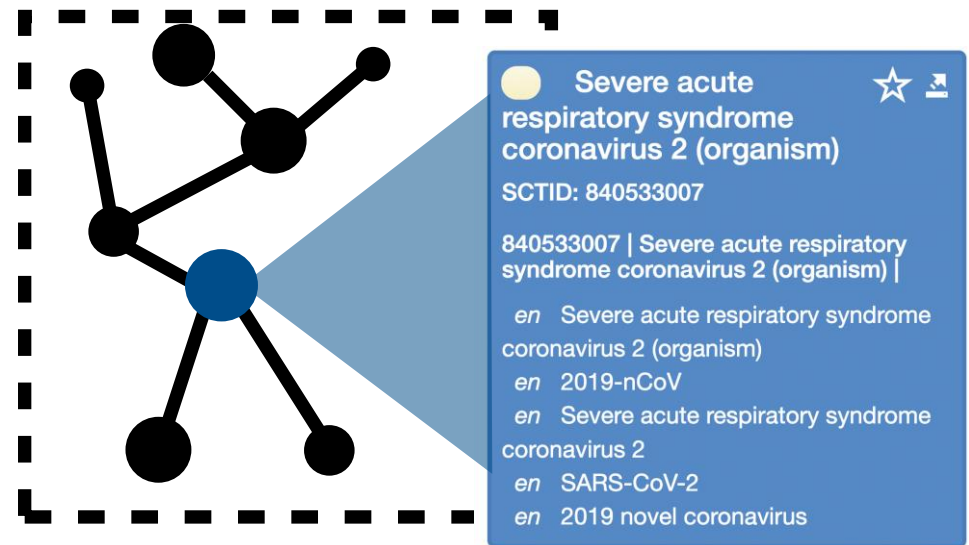 Severe acute
respiratory syndrome
coronavirus 2 (organism)
SCTID: 840533007
840533007 | Severe acute respiratory
syndrome coronavirus 2 (organism) |
en Severe acute respiratory syndrome
coronavirus 2 (organism)
en 2019-nCoV
en Severe acute respiratory syndrome
coronavirus 2
en SARS-CoV-2
en 2019 novel coronavirus